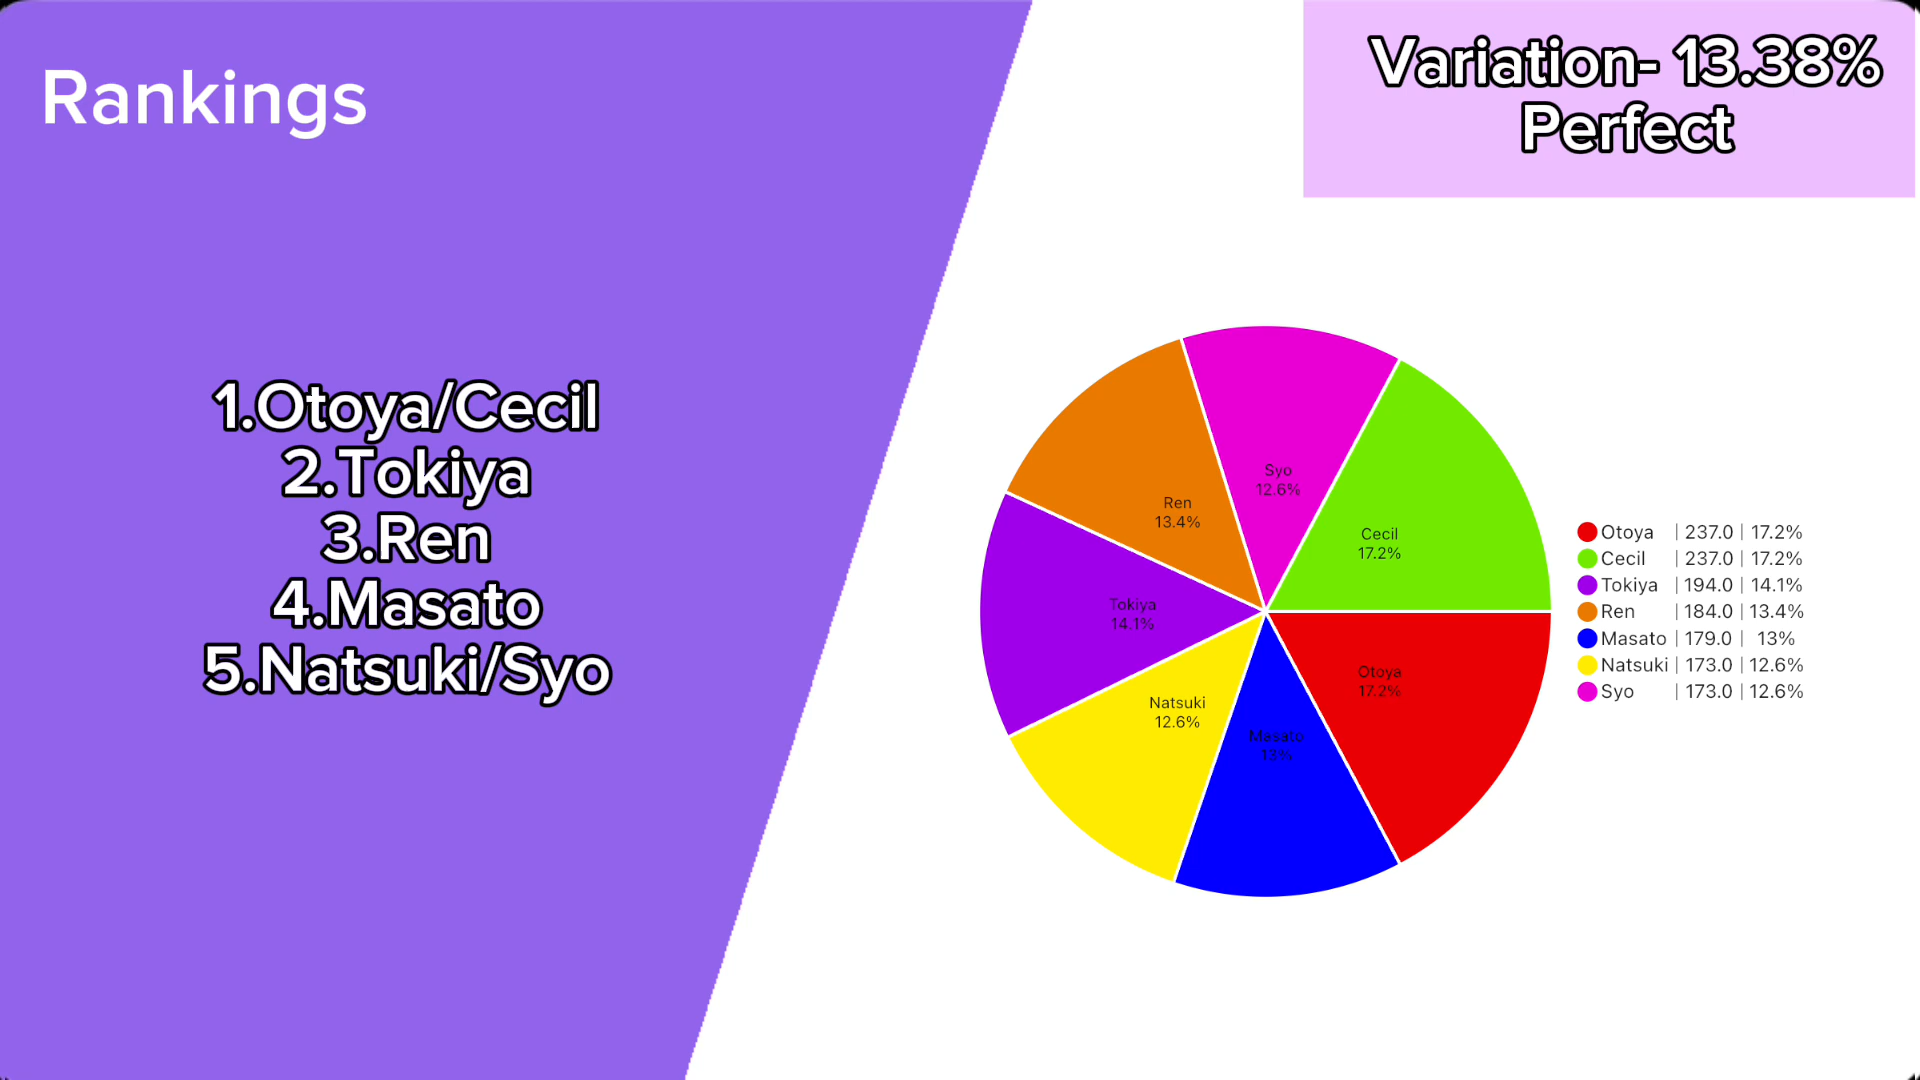 Rankings
Variation- 13.38%
Perfect
1.Otoya/Cecil
2.Tokiya
3.Ren
4.Masato
5.Natsuki/Syo
Syo
12.6%
Ren
13.4%
Cecil
17.2%
Tokiya
14.1%
Otoya
17.2%
Natsuki
12.6%
Masato
13%
Otoya | 237.0 | 17.2%
Cecil | 237.0 | 17.2%
Tokiya | 194.0 | 14.1%
Ren | 184.0 | 13.4%
Masato | 179.0 | 13%
Natsuki | 173.0 | 12.6%
Syo | 173.0 | 12.6%